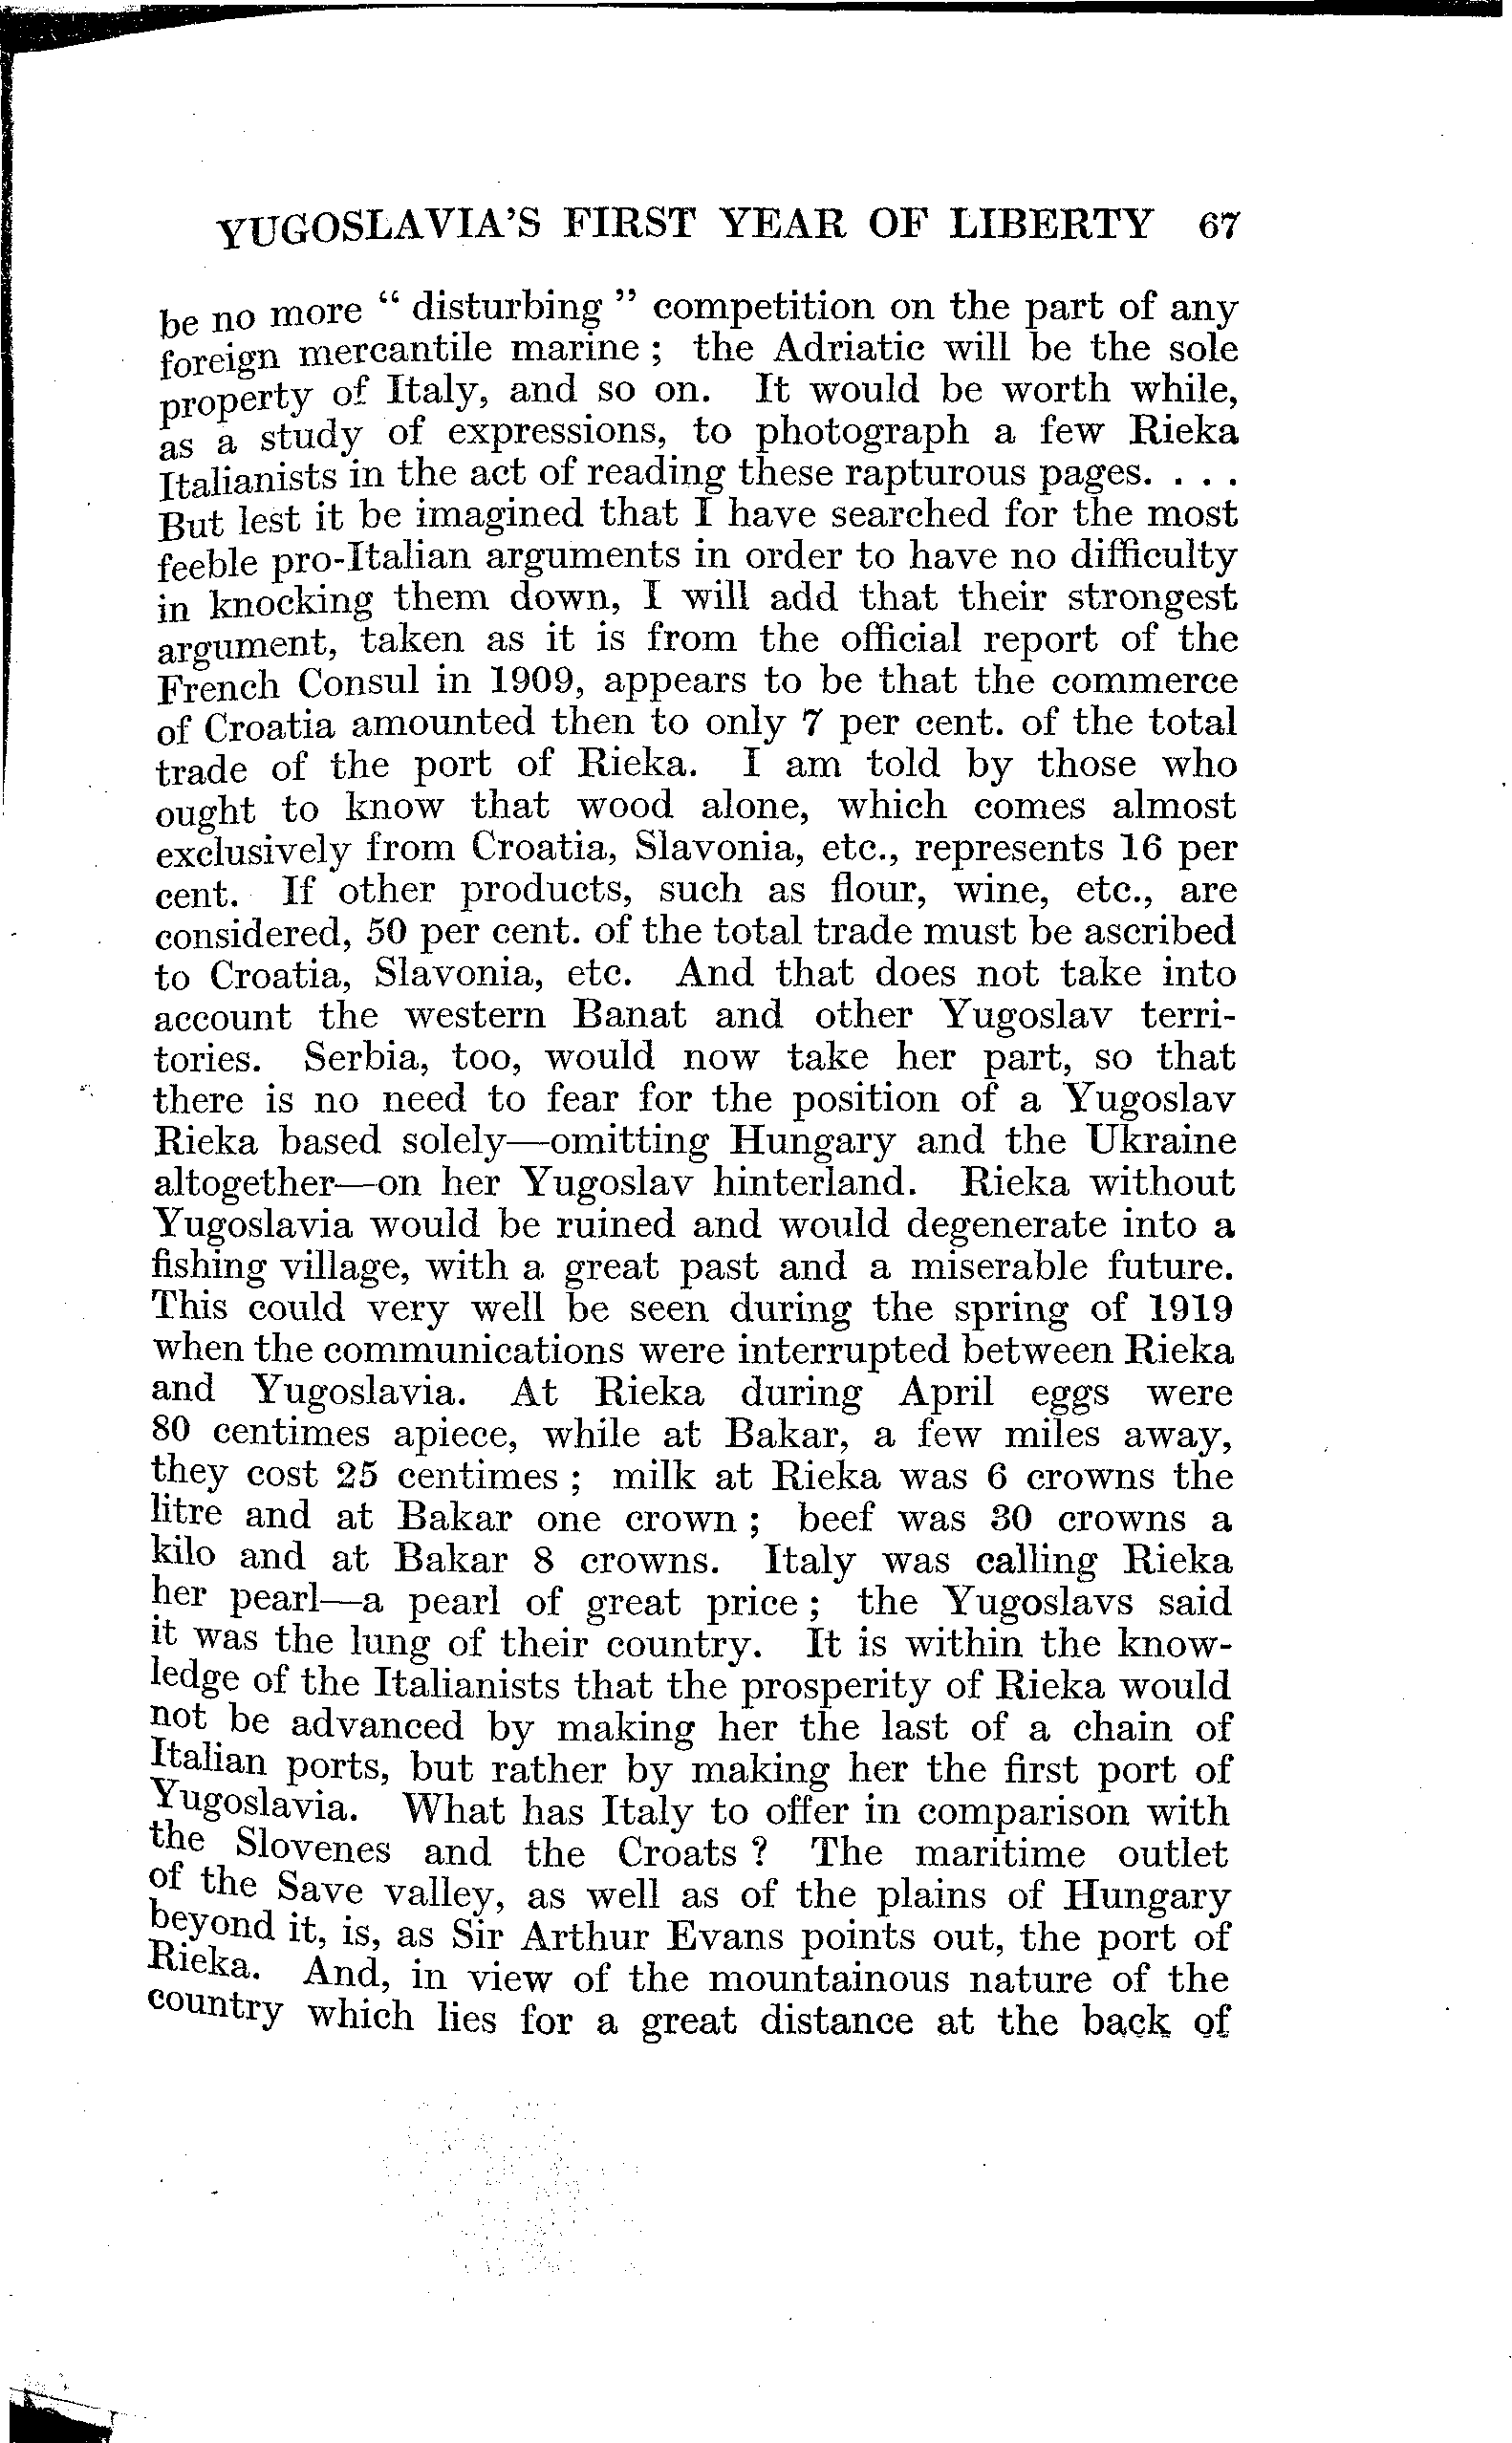 YUGOSLAVIA'S FIRST YEAR OF LIBERTY 67
be no more " disturbing " competition on the part of any
foreign mercantile marine ; the Adriatic will be the sole
property of Italy, and so on. It would be worth while,
as a study of expressions, to photograph a few Rieka
Italianists in the act of reading these rapturous pages. . . .
But lest it be imagined that I have searched for the most
feeble pro-Italian arguments in order to have no difficulty
in knocking them down, I will add that their strongest
argument, taken as it is from the official report of the
French Consul in 1909, appears to be that the commerce
of Croatia amounted then to only 7 per cent. of the total
trade of the port of Rieka. I am told by those who
ought to know that wood alone, which comes almost
exclusively from Croatia, Slavonia, etc., represents 16 per
cent. If other products, such as flour, wine, etc., are
considered, 50 per cent. of the total trade must be ascribed
to Croatia, Slavonia, etc. And that does not take into
account the western Banat and other Yugoslav terri-
tories. Serbia, too, would now take her part, so that
there is no need to fear for the position of a Yugoslav
Rieka based solely—omitting Hungary and the Ukraine
altogether—on her Yugoslav hinterland. Rieka without
Yugoslavia would be ruined and would degenerate into a
fishing village, with a great past and a miserable future.
This could very well be seen during the spring of 1919
when the communications were interrupted between Rieka
and Yugoslavia. At Rieka during April eggs were
80 centimes apiece, while at Bakar, a few miles away,
they cost 25 centimes ; milk at Rieka was 6 crowns the
litre and at Bakar one crown ; beef was 30 crowns a
kilo and at Bakar 8 crowns. Italy was calling Rieka
her pearl—a pearl of great price ; the Yugoslavs said
it was the lung of their country. It is within the know-
ledge of the Italianists that the prosperity of Rieka would
not be advanced by making her the last of a chain of
Italian ports, but rather by making her the first port of
Yugoslavia. What has Italy to offer in comparison with
the Slovenes and the Croats ? The maritime outlet
of the Save valley, as well as of the plains of Hungary
beyond it, is, as Sir Arthur Evans points out, the port of
Rieka. And, in view of the mountainous nature of the
country which lies for a great distance at the back of